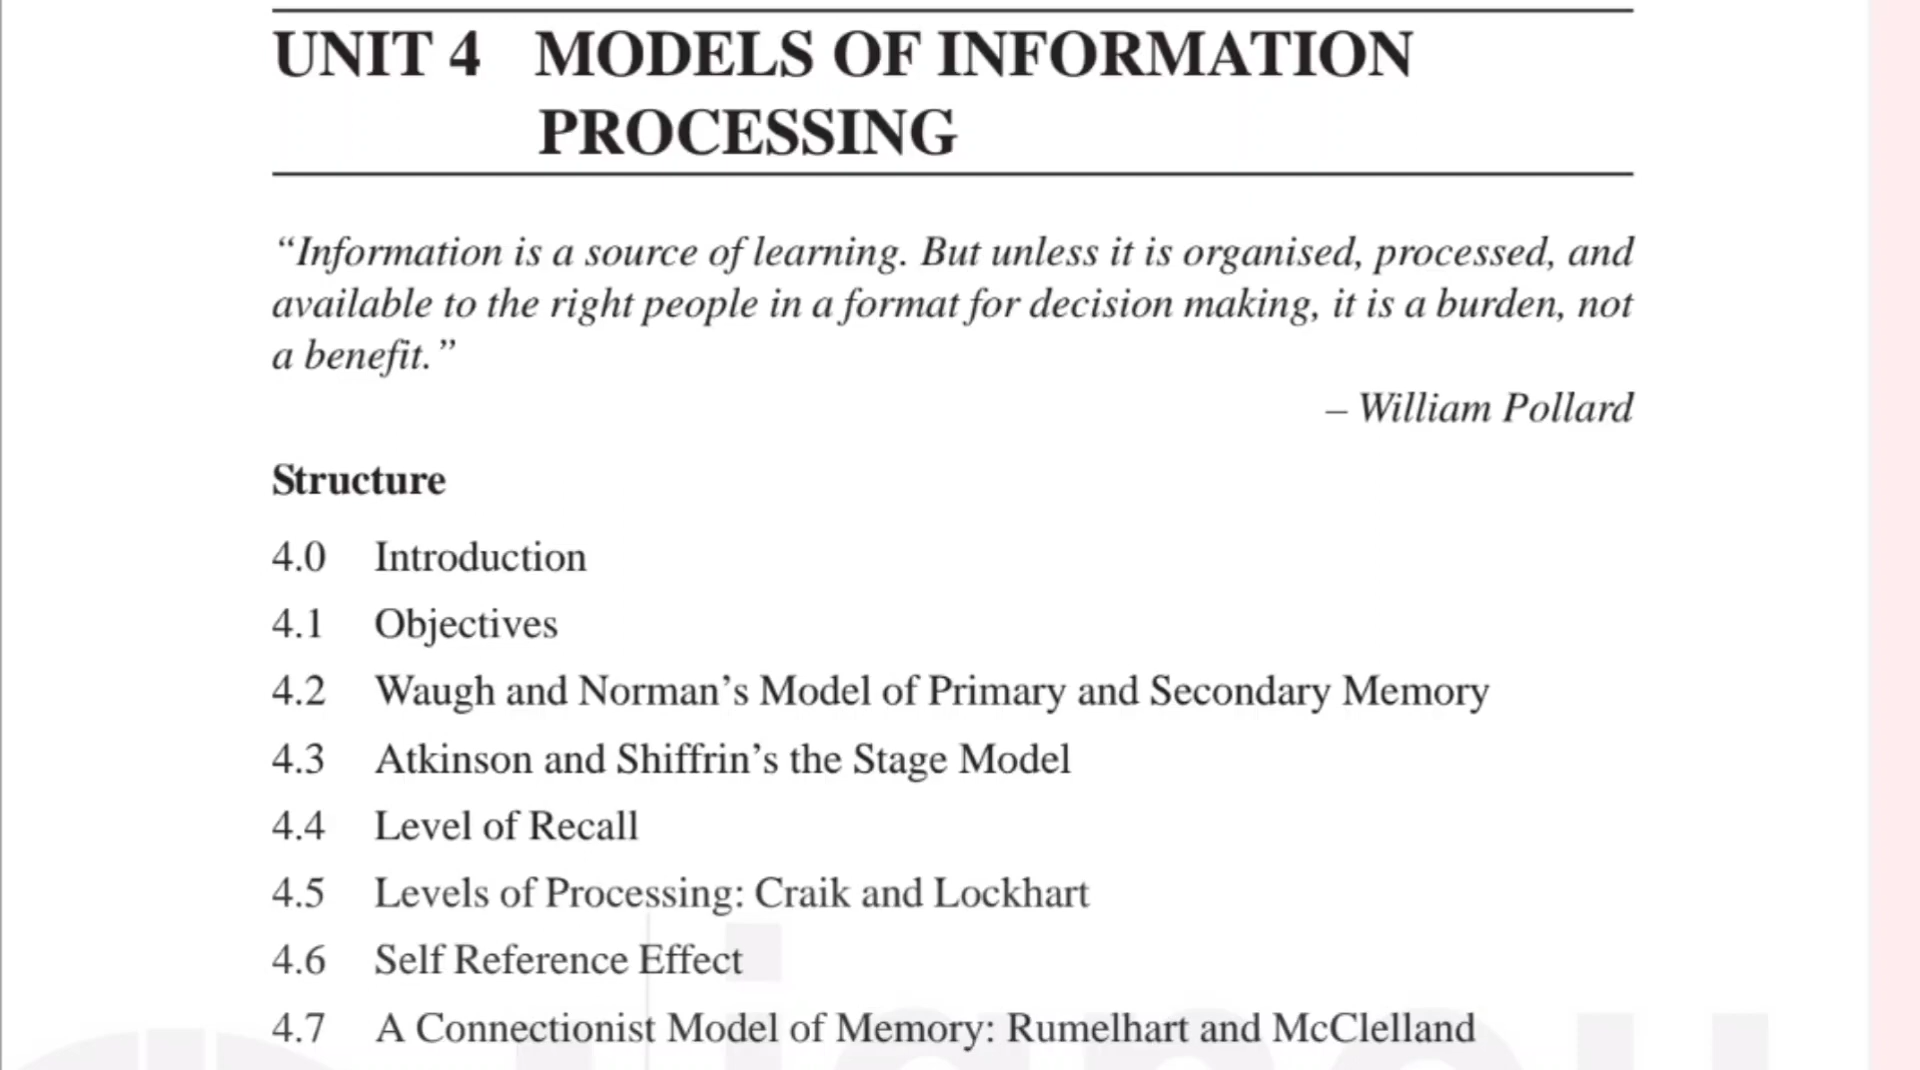 UNIT 4 MODELS OF INFORMATION
PROCESSING
“Information is a source of learning. But unless it is organised, processed, and
available to the right people in a format for decision making, it is a burden, not
a benefit.”
– William Pollard
Structure
4.0 Introduction
4.1 Objectives
4.2 Waugh and Norman’s Model of Primary and Secondary Memory
4.3 Atkinson and Shiffrin’s the Stage Model
4.4 Level of Recall
4.5 Levels of Processing: Craik and Lockhart
4.6 Self Reference Effect
4.7 A Connectionist Model of Memory: Rumelhart and McClelland